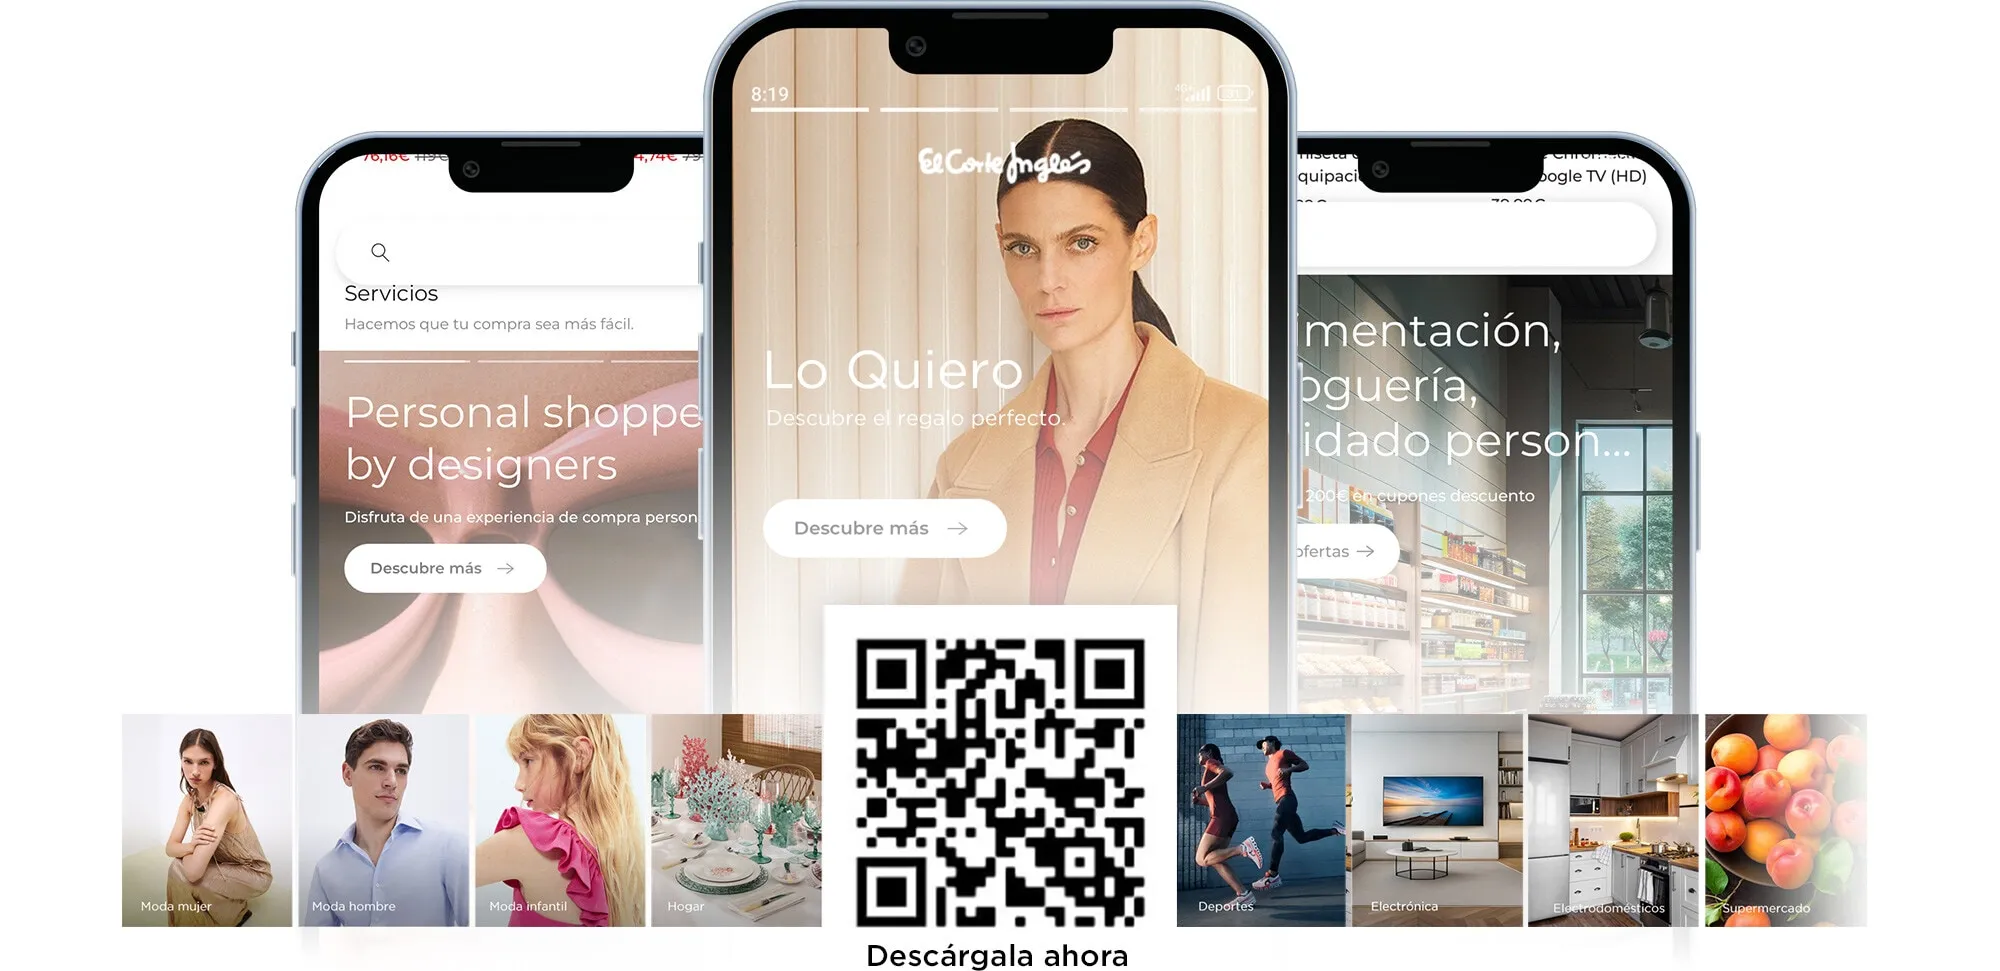 76,16€ 119€
4,74€ 79
Servicios
Hacemos que tu compra sea más fácil.
Personal shoppe
by designers
Disfruta de una experiencia de compra person
Descubre más
8:19
4G+
31
El Corte Inglés
Lo Quiero
Descubre el regalo perfecto.
Descubre más
quipaci
oogle TV (HD)
imentación,
oguería,
idado person...
200€ en cupones descuento
ofertas
Moda mujer
Moda hombre
Moda infantil
Hogar
Deportes
Electrónica
Electrodomésticos
Supermercado
Descárgala ahora